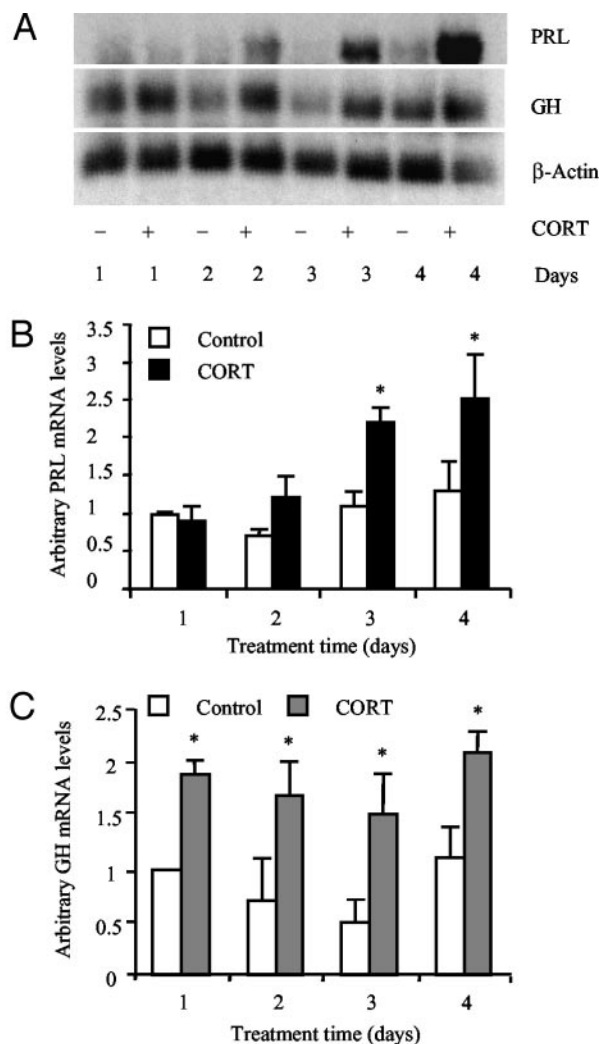 A
PRL
GH
β-Actin
− + − + − + − + CORT
1 1 2 2 3 3 4 4 Days
B
Arbitrary PRL mRNA levels
3.5
3
2.5
2
1.5
1
0.5
0
Control
CORT
* *
1 2 3 4
Treatment time (days)
C
Arbitrary GH mRNA levels
2.5
2
1.5
1
0.5
0
Control CORT
* * * *
1 2 3 4
Treatment time (days)